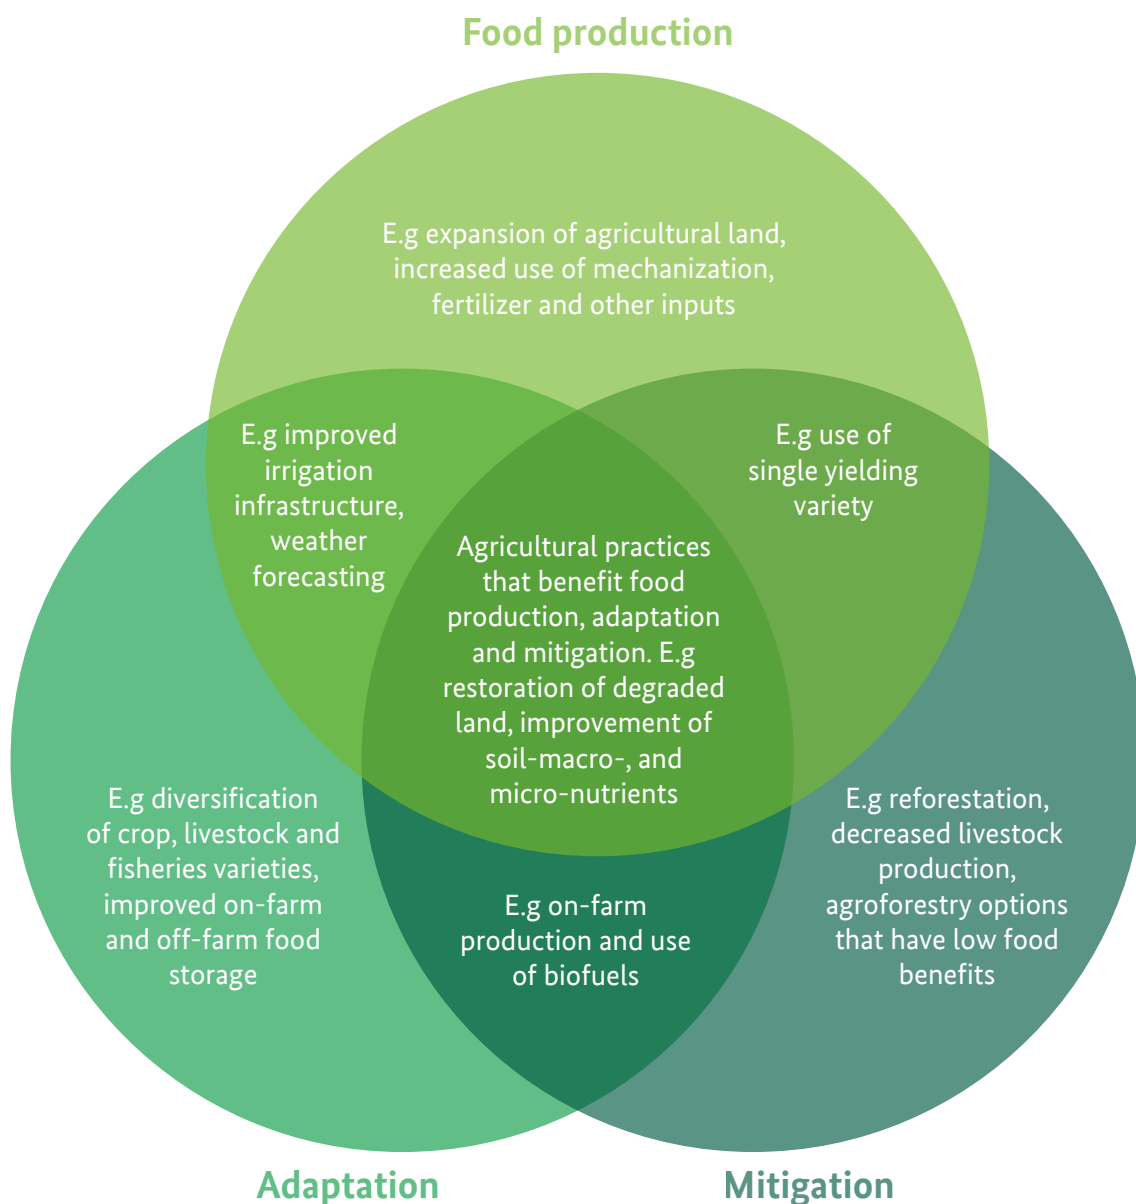 Food production
E.g expansion of agricultural land,
increased use of mechanization,
fertilizer and other inputs
E.g improved
irrigation
infrastructure,
weather
forecasting
E.g use of
single yielding
variety
Agricultural practices
that benefit food
production, adaptation
and mitigation. E.g
restoration of degraded
land, improvement of
soil-macro-, and
micro-nutrients
E.g diversification
of crop, livestock and
fisheries varieties,
improved on-farm
and off-farm food
storage
E.g on-farm
production and use
of biofuels
E.g reforestation,
decreased livestock
production,
agroforestry options
that have low food
benefits
Adaptation
Mitigation